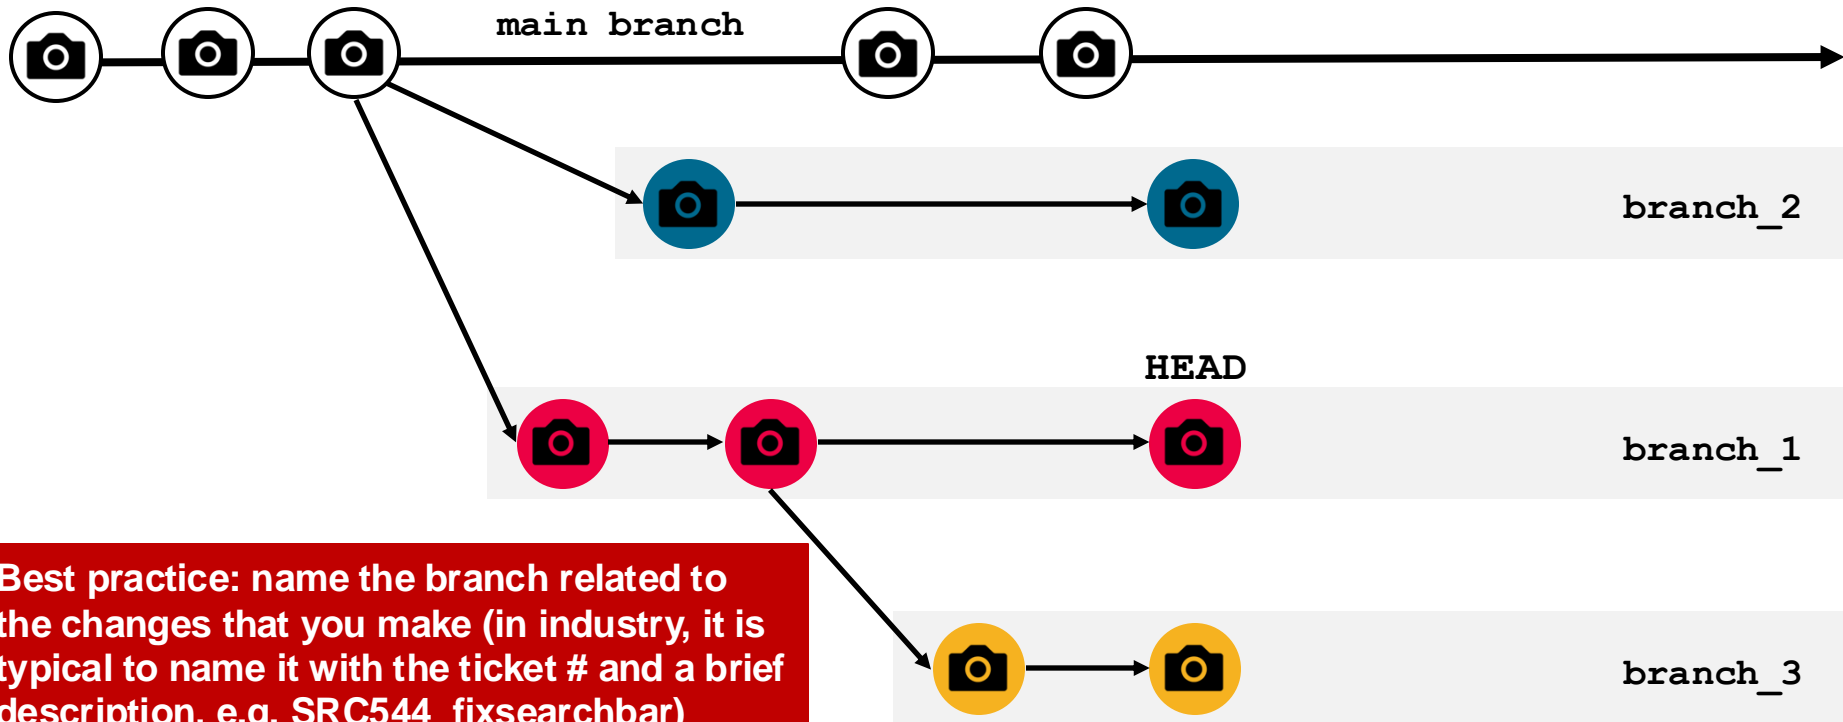 main branch
branch_2
HEAD
branch_1
Best practice: name the branch related to
the changes that you make (in industry, it is
typical to name it with the ticket # and a brief
description, e.g. SRC544_fixsearchbar)
branch_3